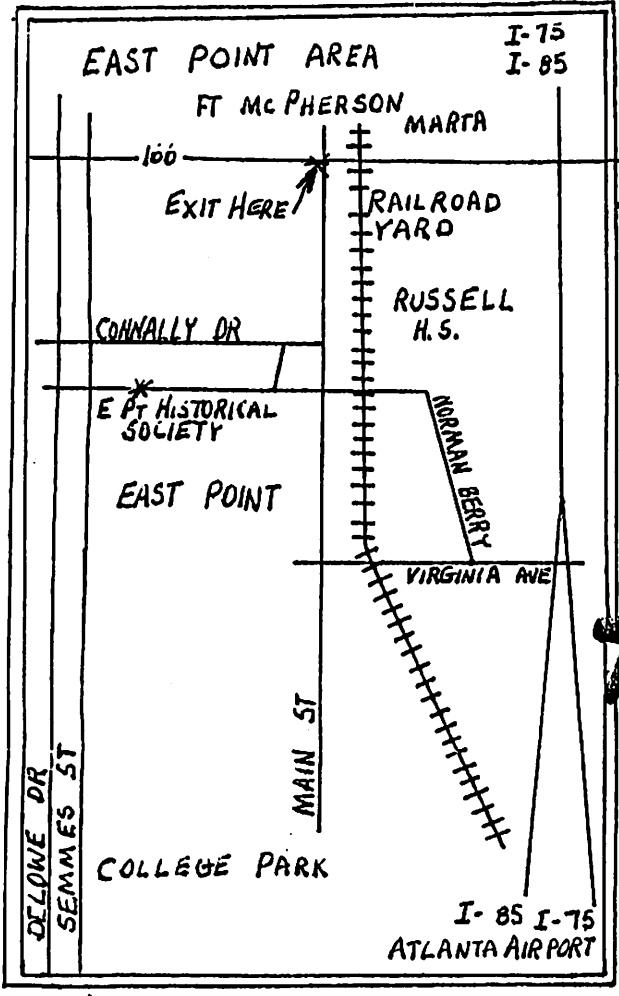 EAST POINT AREA
I-75
I-85
FT McPHERSON
MARTA
100
EXIT HERE
RAILROAD
YARD
RUSSELL
H.S.
CONNALLY DR
E PT HISTORICAL
SOCIETY
NORMAN BERRY
EAST POINT
VIRGINIA AVE
MAIN ST
DELOWE DR
SEMMES ST
COLLEGE PARK
I-85 I-75
ATLANTA AIRPORT